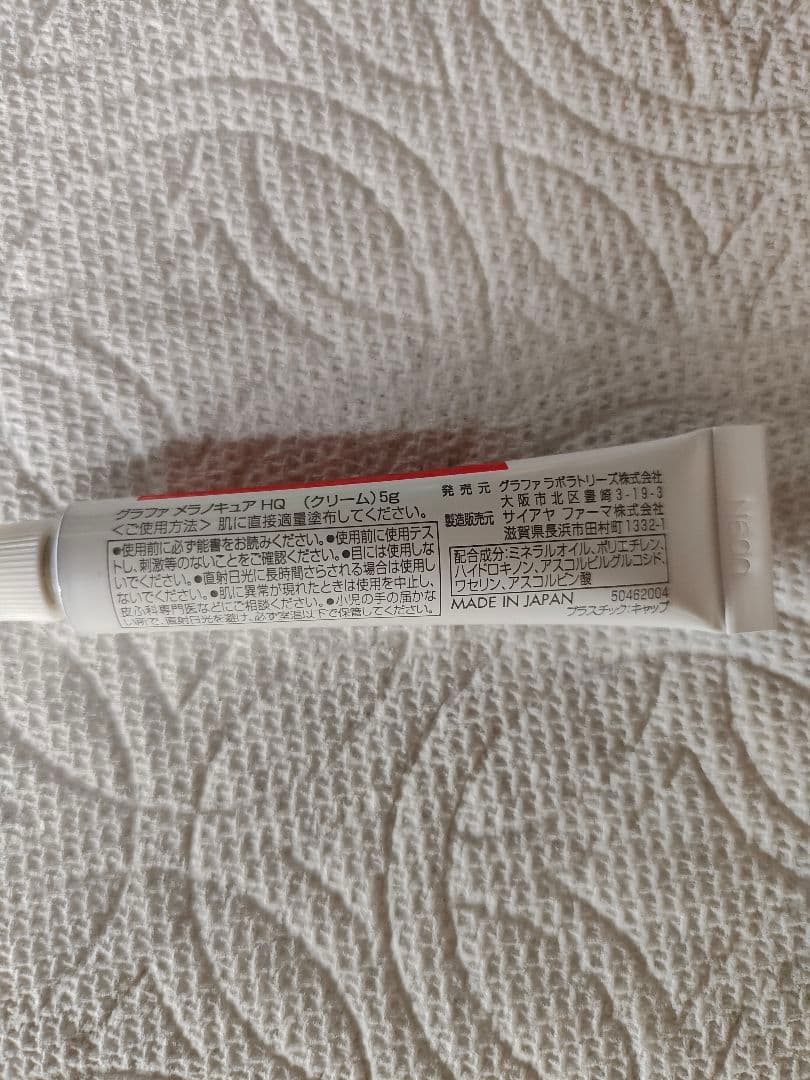 グラファ メラノキュア HQ （クリーム）5g
＜ご使用方法＞ 肌に直接適量塗布してください。
●使用前に必ず能書をお読みください。●使用前に使用テス
トし、刺激等のないことをご確認ください。●目には使用しな
いでください。●直射日光に長時間さらされる場合は使用し
ないでください。●肌に異常が現れたときは使用を中止し、
皮ふ科専門医などにご相談ください。●小児の手の届かな
い所で、直射日光を避け、必ず室温以下で保管してください。
発売元 グラファ ラボラトリーズ株式会社
大阪市北区豊崎3-19-3
製造販売元 サイアヤ ファーマ株式会社
滋賀県長浜市田村町1332-1
配合成分:ミネラルオイル、ポリエチレン、
ハイドロキノン、アスコルビルグルコシド、
ワセリン、アスコルビン酸
MADE IN JAPAN 50462004
プラスチック:キャップ